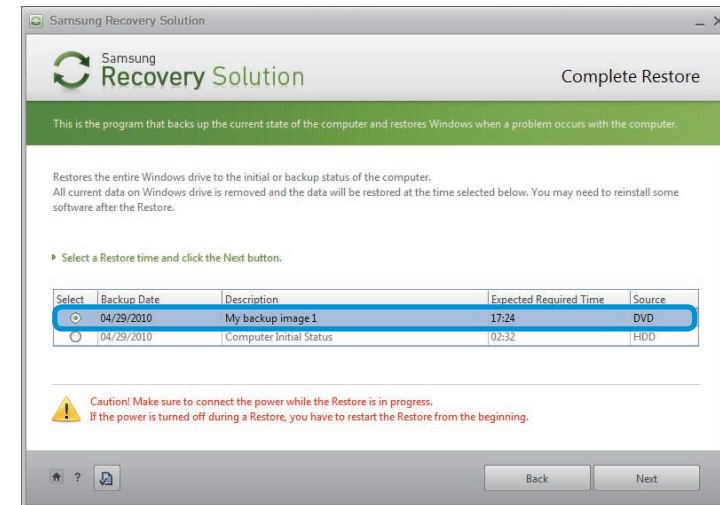 Samsung Recovery Solution
Samsung
Recovery Solution
Complete Restore
This is the program that backs up the current state of the computer and restores Windows when a problem occurs with the computer.
Restores the entire Windows drive to the initial or backup status of the computer.
All current data on Windows drive is removed and the data will be restored at the time selected below. You may need to reinstall some
software after the Restore.
Select a Restore time and click the Next button.
Select Backup Date Description Expected Required Time Source
04/29/2010 My backup image 1 17:24 DVD
04/29/2010 Computer Initial Status 02:32 HDD
Caution! Make sure to connect the power while the Restore is in progress.
If the power is turned off during a Restore, you have to restart the Restore from the beginning.
? Back Next